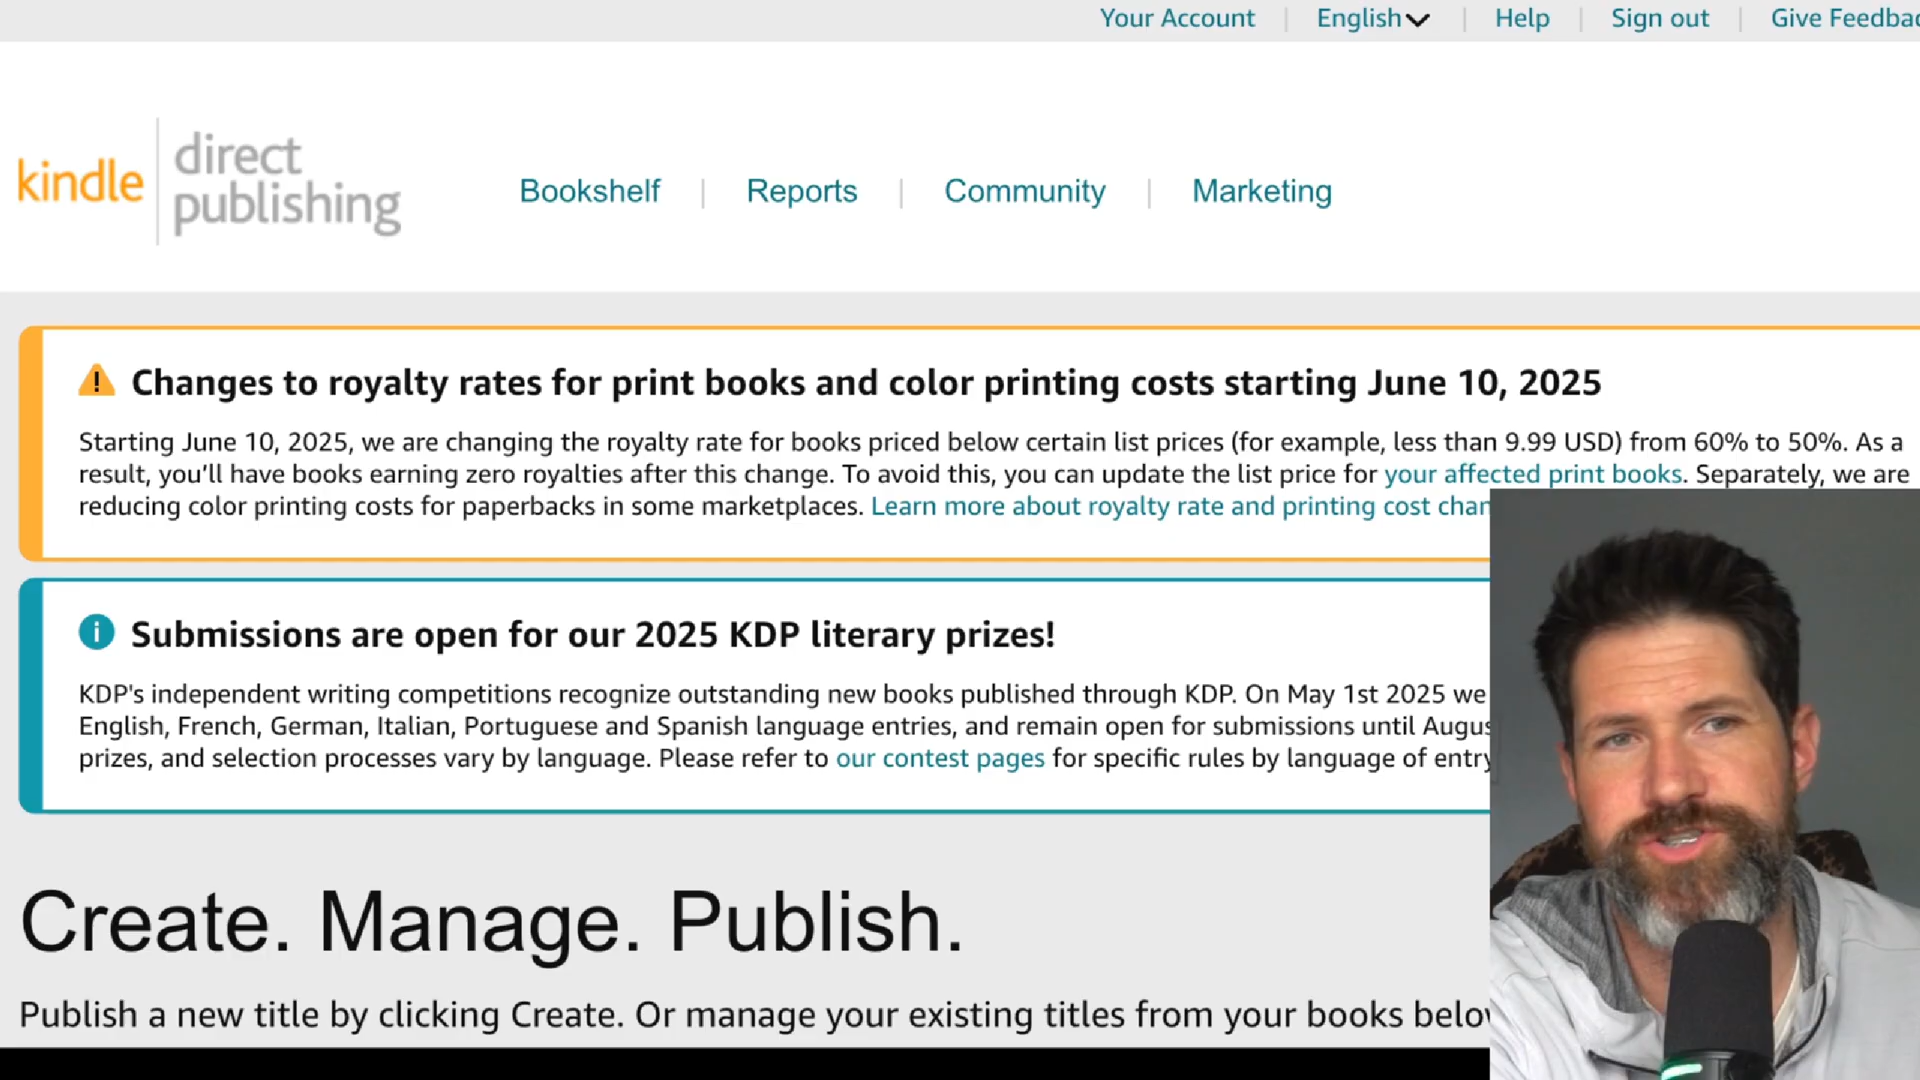 Your Account | English | Help | Sign out | Give
kindle | direct publishing
Bookshelf | Reports | Community | Marketing
Changes to royalty rates for print books and color printing costs starting June 10, 2025
Starting June 10, 2025, we are changing the royalty rate for books priced below certain list prices (for example, less than 9.99 USD) from 60% to 50%. As a
result, you'll have books earning zero royalties after this change. To avoid this, you can update the list price for your affected print books. Separately, we are
reducing color printing costs for paperbacks in some marketplaces. Learn more about royalty rate and printing cost
Submissions are open for our 2025 KDP literary prizes!
KDP's independent writing competitions recognize outstanding new books published through KDP. On May 1st 2025 we
English, French, German, Italian, Portuguese and Spanish language entries, and remain open for submissions until
prizes, and selection processes vary by language. Please refer to our contest pages for specific rules by language of entry
Create. Manage. Publish.
Publish a new title by clicking Create. Or manage your existing titles from your books